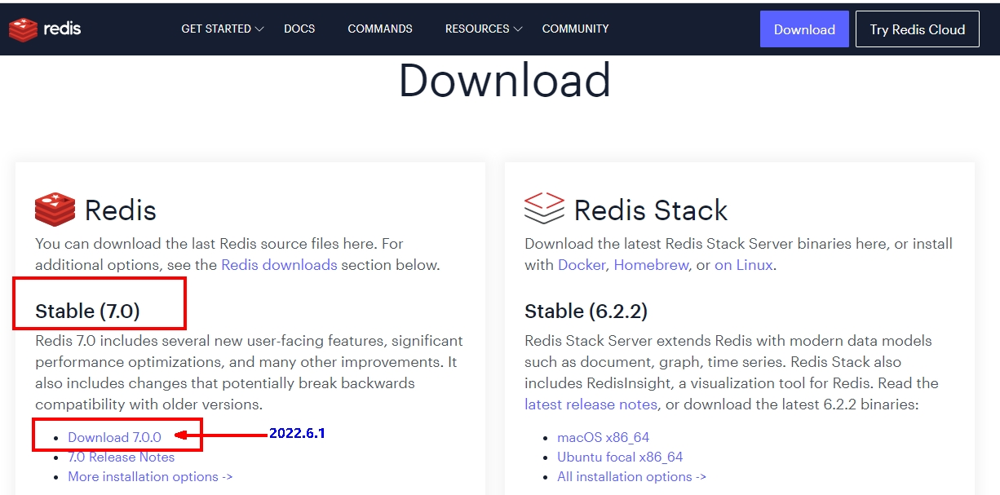 redis
GET STARTED
DOCS
COMMANDS
RESOURCES
COMMUNITY
Download
Try Redis Cloud
Download
Redis
You can download the last Redis source files here. For
additional options, see the Redis downloads section below.
Stable (7.0)
Redis 7.0 includes several new user-facing features, significant
performance optimizations, and many other improvements. It
also includes changes that potentially break backwards
compatibility with older versions.
Download 7.0.0
2022.6.1
7.0 Release Notes
More installation options ->
Redis Stack
Download the latest Redis Stack Server binaries here, or install
with Docker, Homebrew, or on Linux.
Stable (6.2.2)
Redis Stack Server extends Redis with modern data models
such as document, graph, time series. Redis Stack also
includes RedisInsight, a visualization tool for Redis. Read the
latest release notes, or download the latest 6.2.2 binaries:
macOS x86_64
Ubuntu focal x86_64
All installation options ->